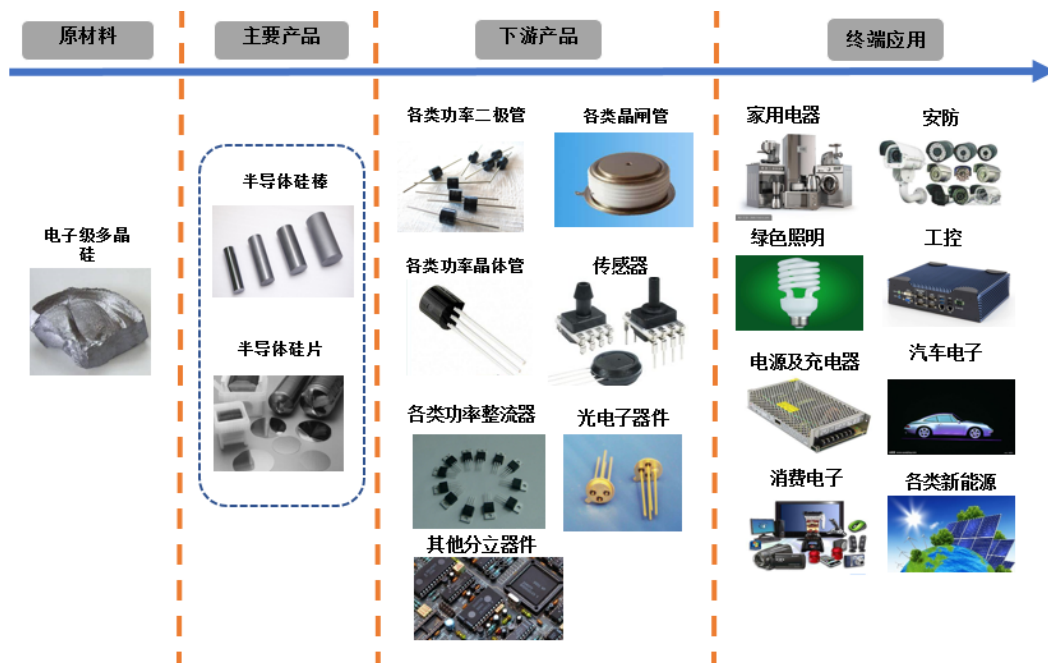 原材料
主要产品
下游产品
终端应用
电子级多晶
硅
半导体硅棒
半导体硅片
各类功率二极管
各类晶闸管
各类功率晶体管
传感器
各类功率整流器
光电子器件
其他分立器件
家用电器
安防
绿色照明
工控
电源及充电器
汽车电子
消费电子
各类新能源